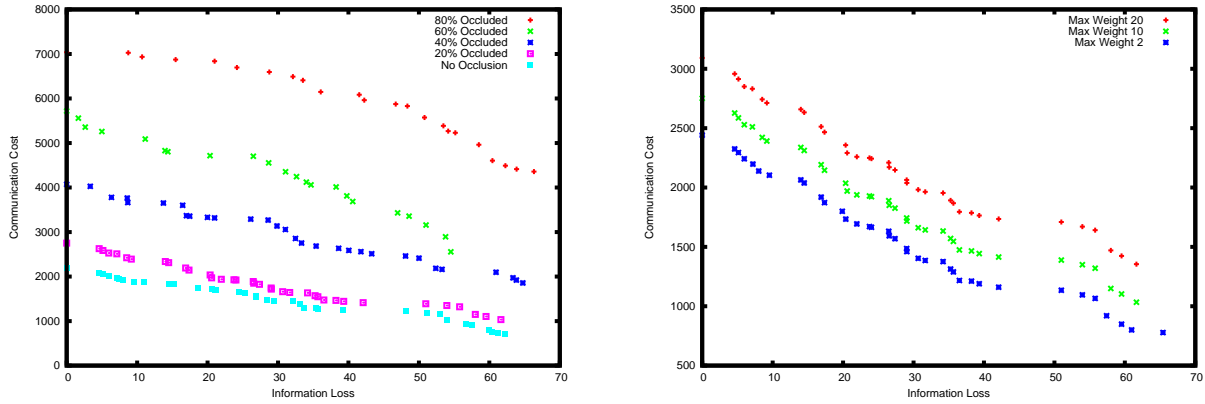 8000
7000
6000
5000
4000
3000
2000
1000
0
Communication Cost
0 10 20 30 40 50 60 70
Information Loss
80% Occluded
60% Occluded
40% Occluded
20% Occluded
No Occlusion
3500
3000
2500
2000
1500
1000
500
Communication Cost
0 10 20 30 40 50 60 70
Information Loss
Max Weight 20
Max Weight 10
Max Weight 2